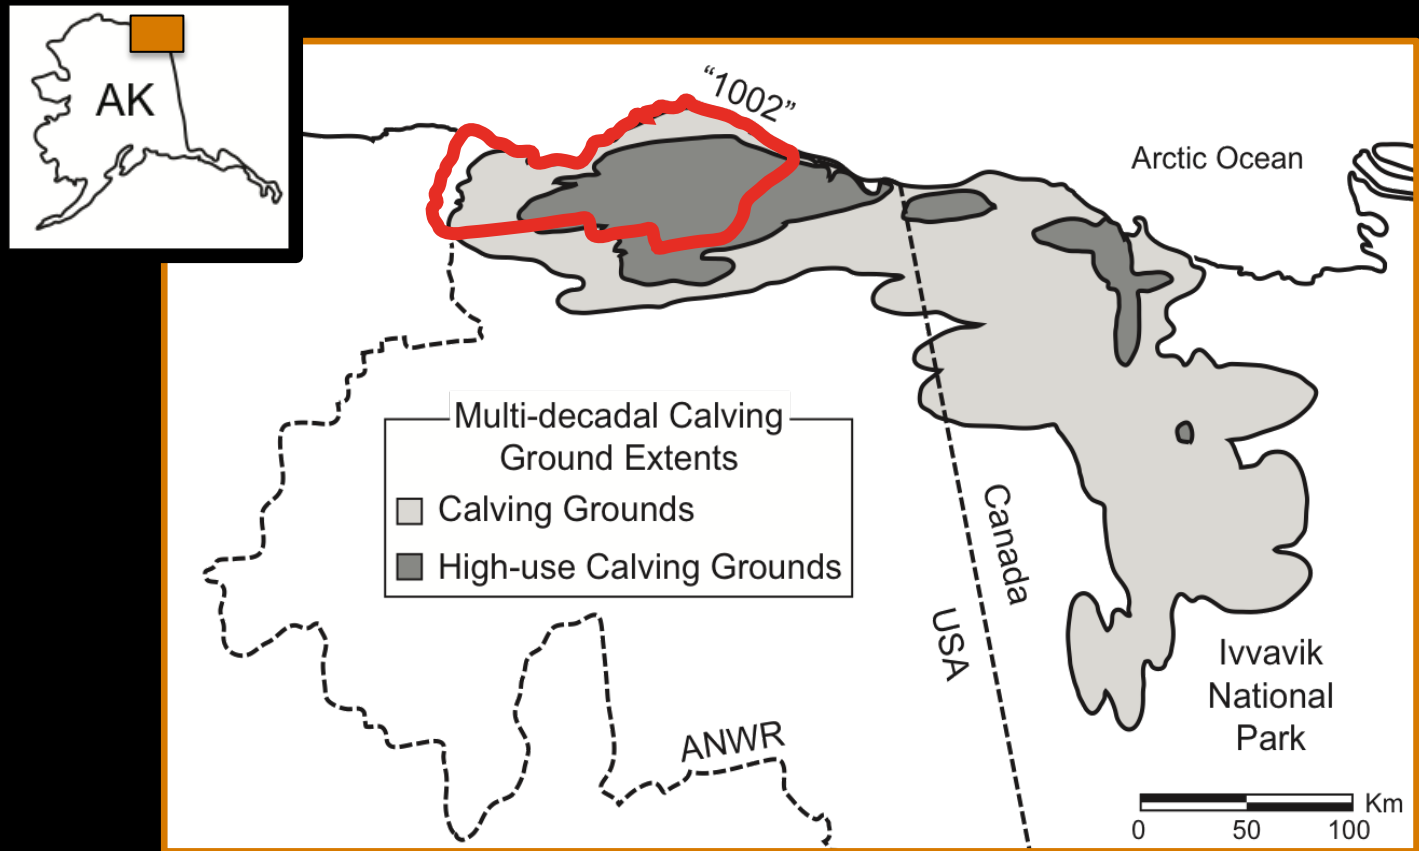 AK
“1002”
Arctic Ocean
Multi-decadal Calving
Ground Extents
Calving Grounds
High-use Calving Grounds
Canada
USA
Ivvavik
National
Park
ANWR
Km
0 50 100